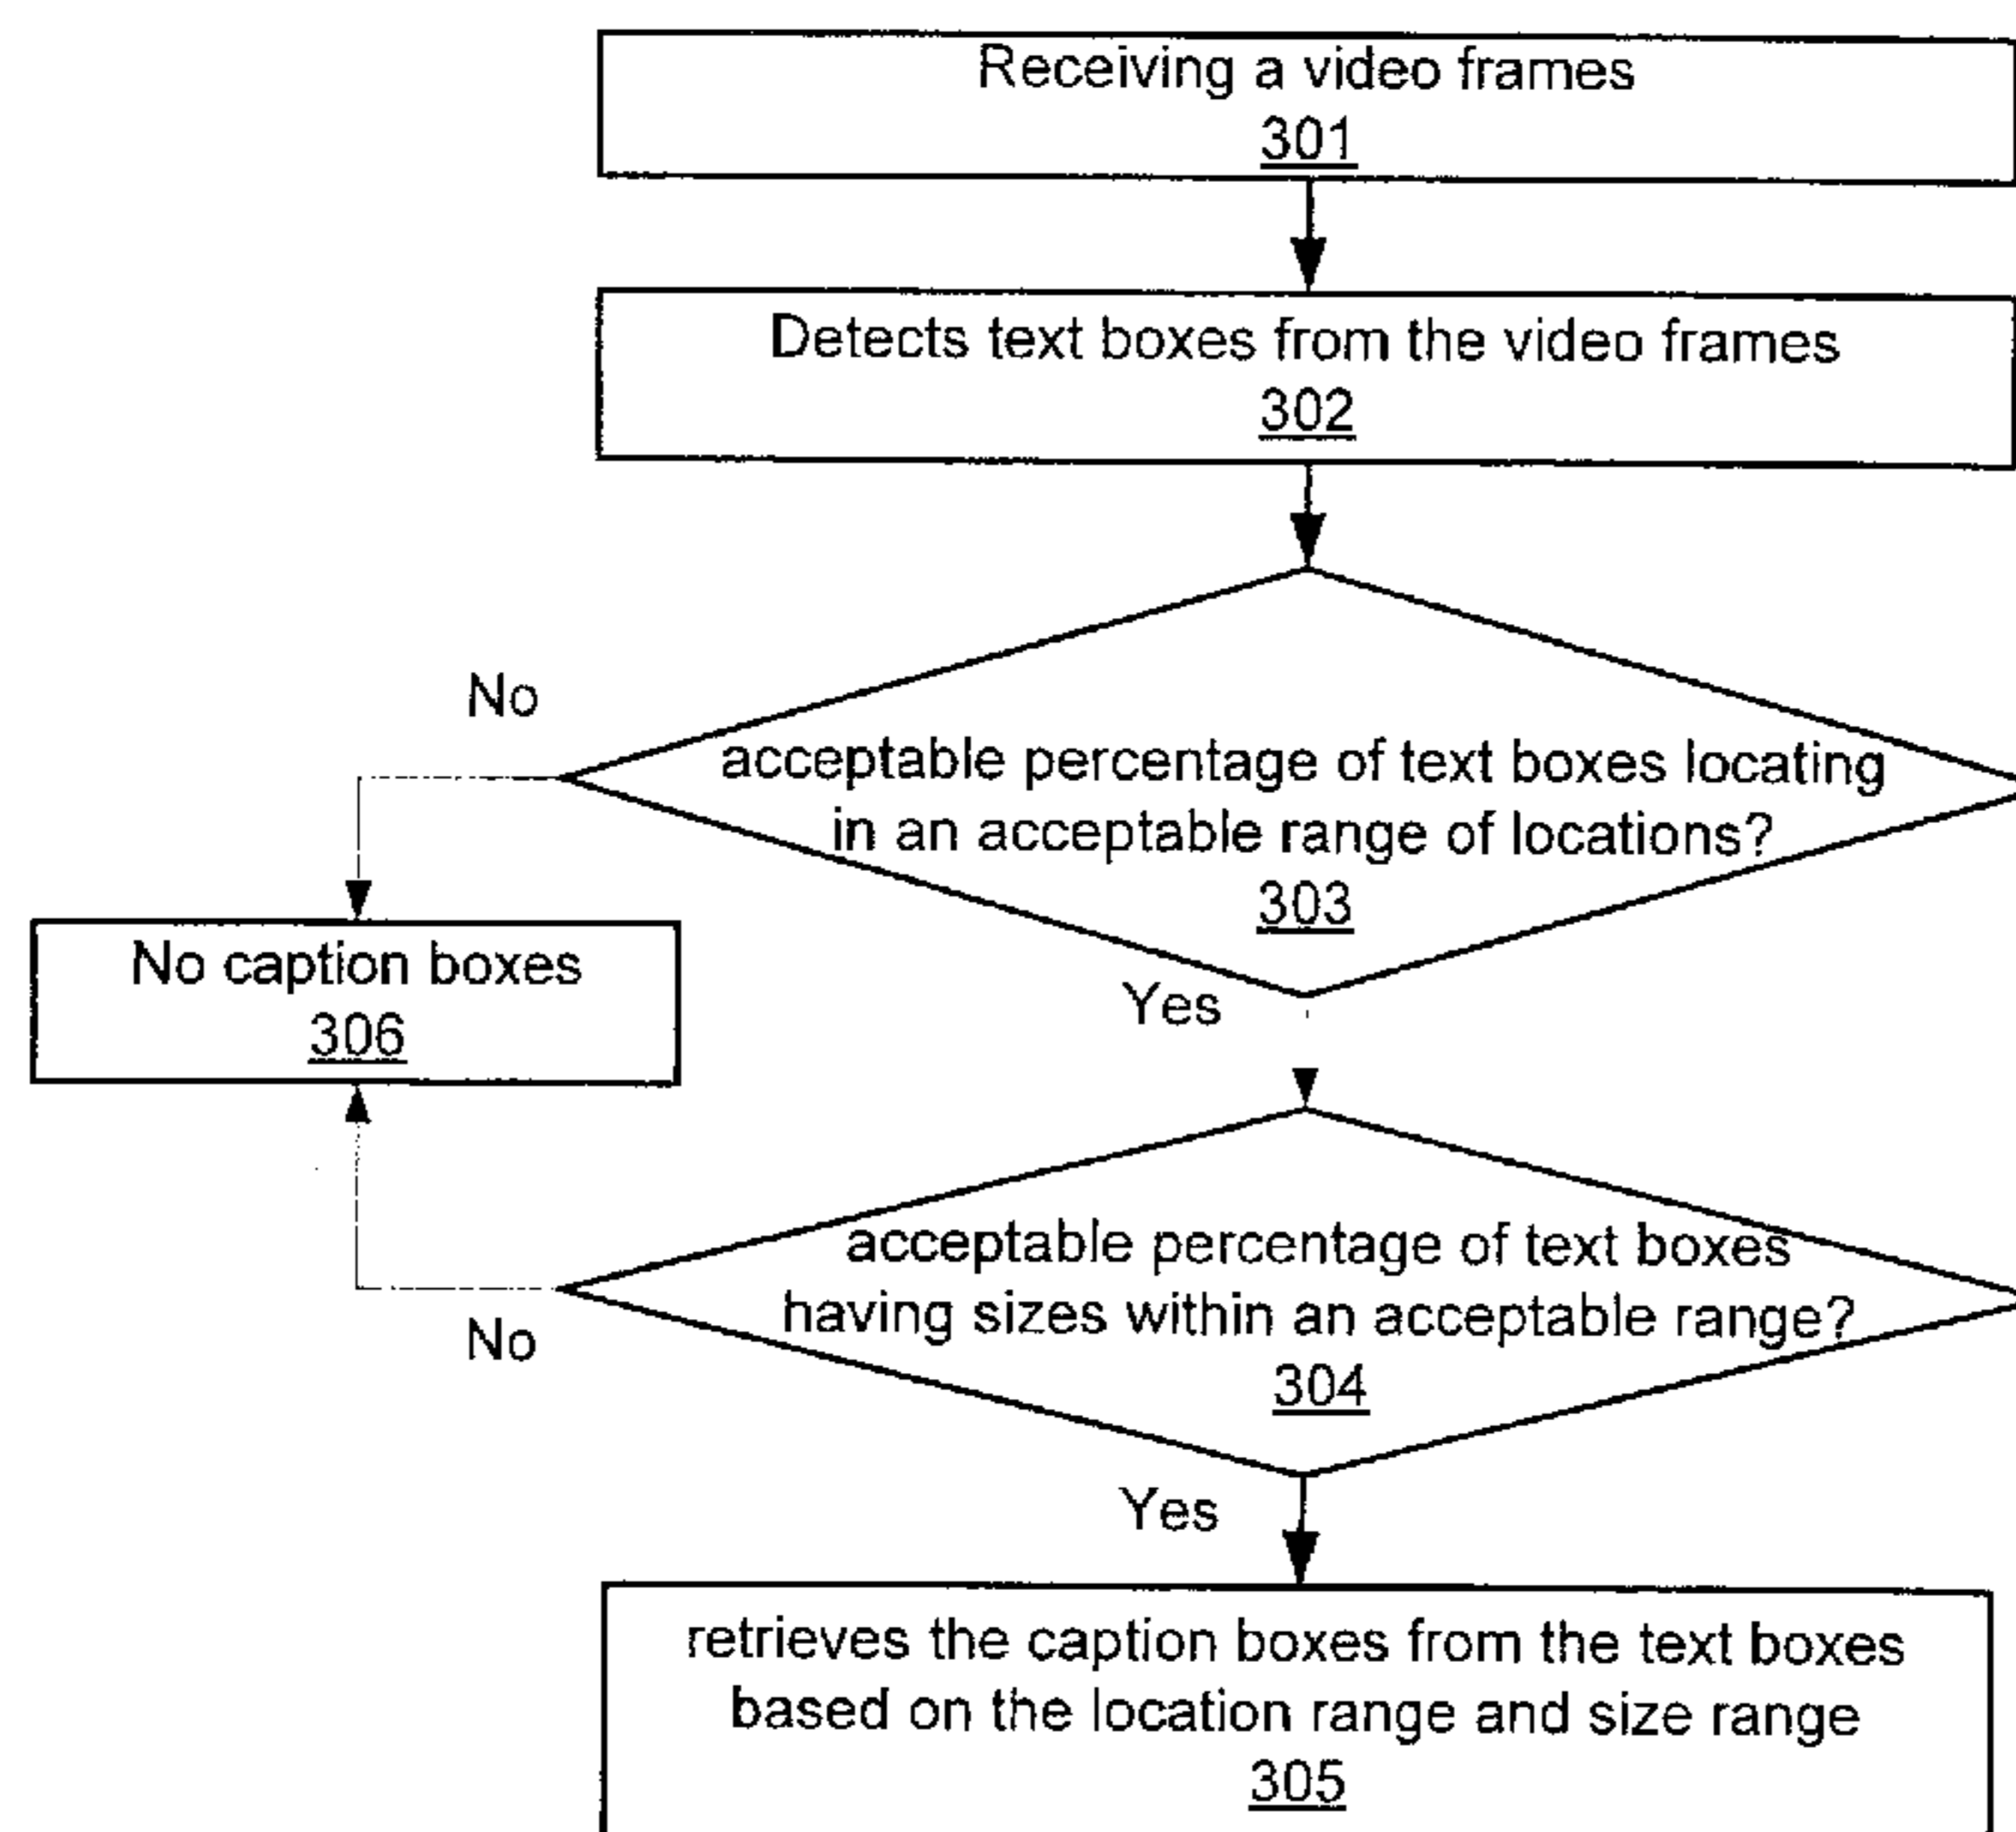 Receiving a video frames
301
Detects text boxes from the video frames
302
No
acceptable percentage of text boxes locating
in an acceptable range of locations?
303
No caption boxes
306
Yes
acceptable percentage of text boxes
having sizes within an acceptable range?
304
No
Yes
retrieves the caption boxes from the text boxes
based on the location range and size range
305